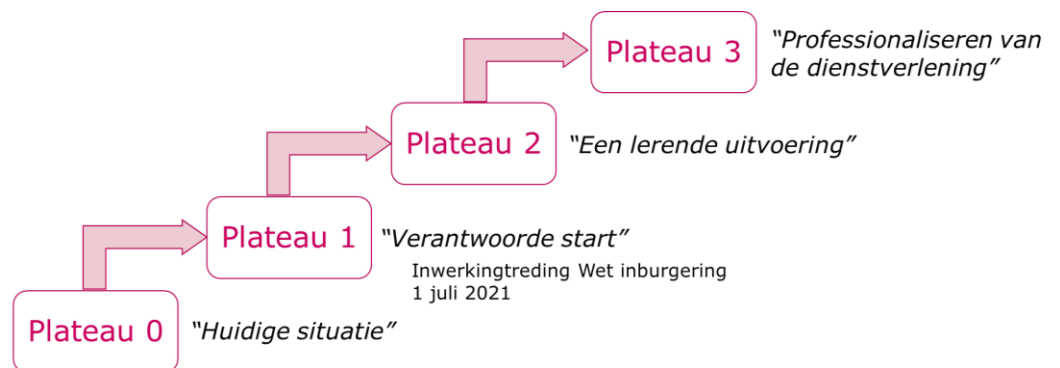 Plateau 3
“Professionaliseren van
de dienstverlening”
Plateau 2
“Een lerende uitvoering”
Plateau 1
“Verantwoorde start”
Inwerkingtreding Wet inburgering
1 juli 2021
Plateau 0
“Huidige situatie”